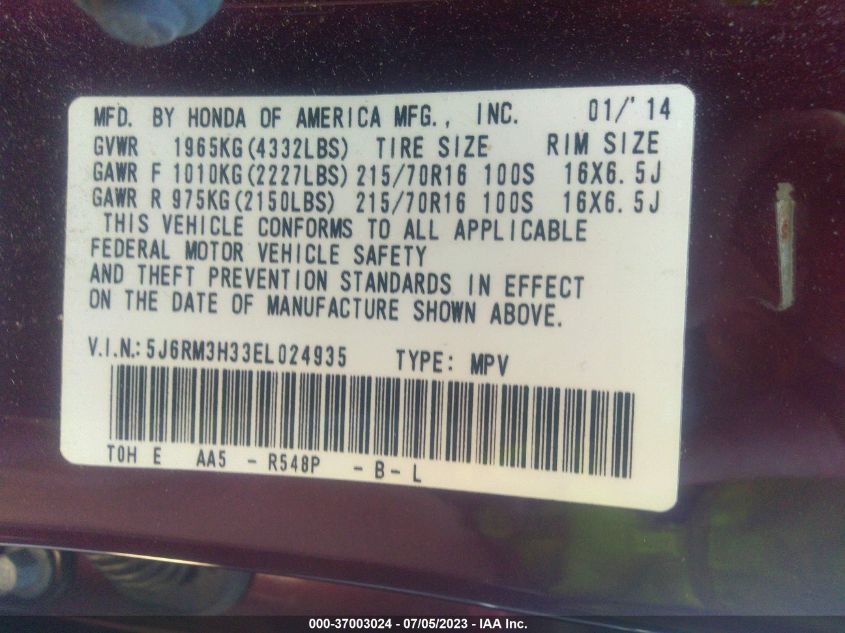 MFD. BY HONDA OF AMERICA MFG., INC. 01/'14
GVWR 1965KG(4332LBS) TIRE SIZE RIM SIZE
GAWR F 1010KG(2227LBS) 215/70R16 100S 16X6.5J
GAWR R 975KG(2150LBS) 215/70R16 100S 16X6.5J
THIS VEHICLE CONFORMS TO ALL APPLICABLE
FEDERAL MOTOR VEHICLE SAFETY
AND THEFT PREVENTION STANDARDS IN EFFECT
ON THE DATE OF MANUFACTURE SHOWN ABOVE.
V.I.N.: 5J6RM3H33EL024935 TYPE: MPV
TOH E AA5 - R548P - B - L
000-37003024 - 07/05/2023 - IAA Inc.